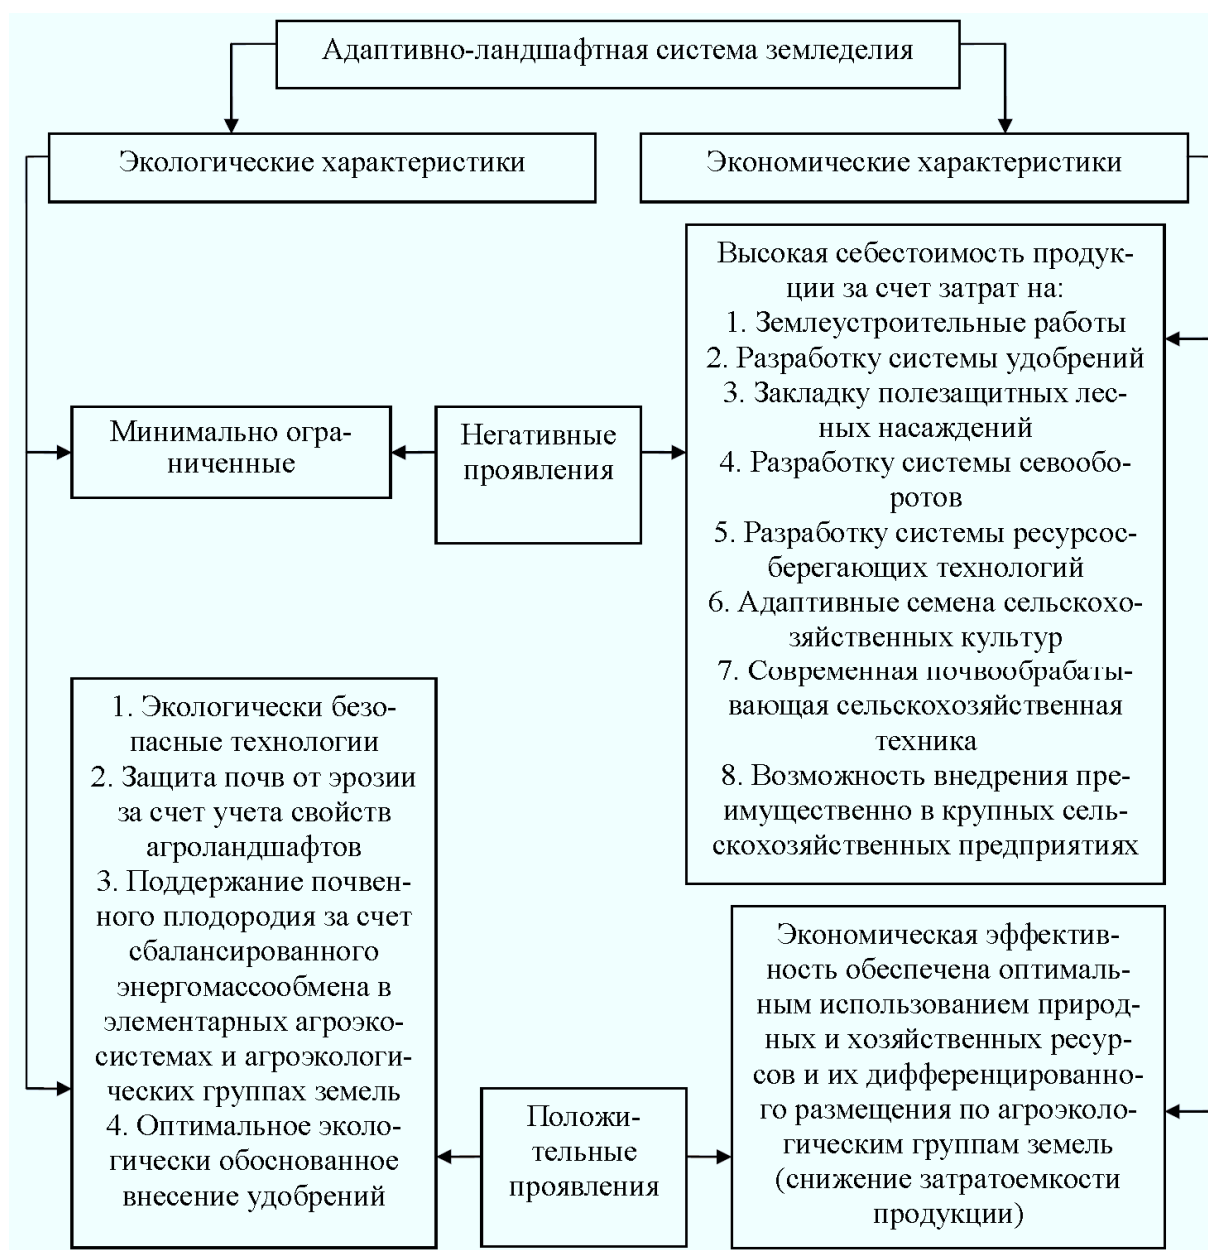 Адаптивно-ландшафтная система земледелия
Экологические характеристики
Экономические характеристики
Высокая себестоимость продук-
ции за счет затрат на:
1. Землеустроительные работы
2. Разработку системы удобрений
3. Закладку полезащитных лес-
ных насаждений
4. Разработку системы севообо-
ротов
5. Разработку системы ресурсос-
берегающих технологий
6. Адаптивные семена сельскохо-
зяйственных культур
7. Современная почвообрабаты-
вающая сельскохозяйственная
техника
8. Возможность внедрения пре-
имущественно в крупных сель-
скохозяйственных предприятиях
Минимально огра-
ниченные
Негативные
проявления
1. Экологически безо-
пасные технологии
2. Защита почв от эрозии
за счет учета свойств
агроландшафтов
3. Поддержание почвен-
ного плодородия за счет
сбалансированного
энергомассообмена в
элементарных агроэко-
системах и агроэкологи-
ческих группах земель
4. Оптимальное эколо-
гически обоснованное
внесение удобрений
Положи-
тельные
проявления
Экономическая эффектив-
ность обеспечена оптималь-
ным использованием природ-
ных и хозяйственных ресур-
сов и их дифференцированно-
го размещения по агроэколо-
гическим группам земель
(снижение затратоемкости
продукции)